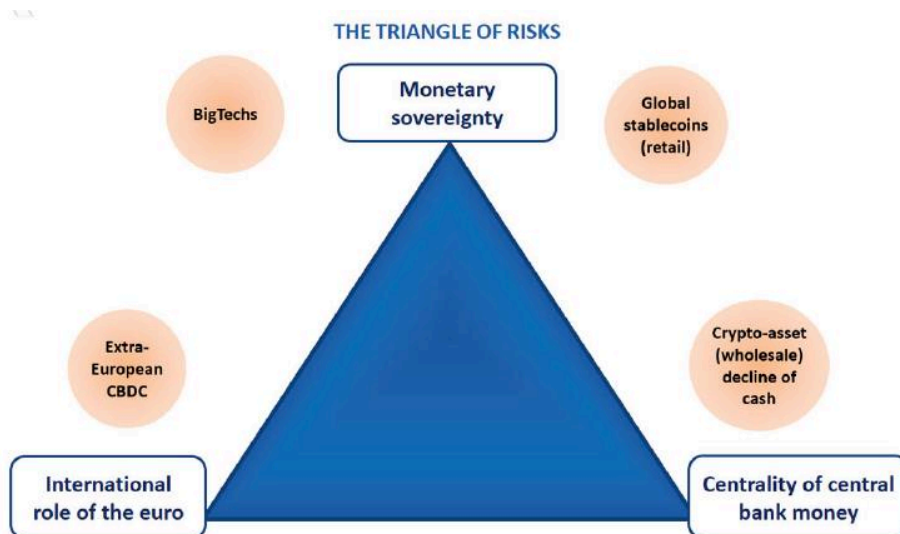 THE TRIANGLE OF RISKS
BigTechs
Monetary
sovereignty
Global
stablecoins
(retail)
Extra-
European
CBDC
Crypto-asset
(wholesale)
decline of
cash
International
role of the euro
Centrality of central
bank money